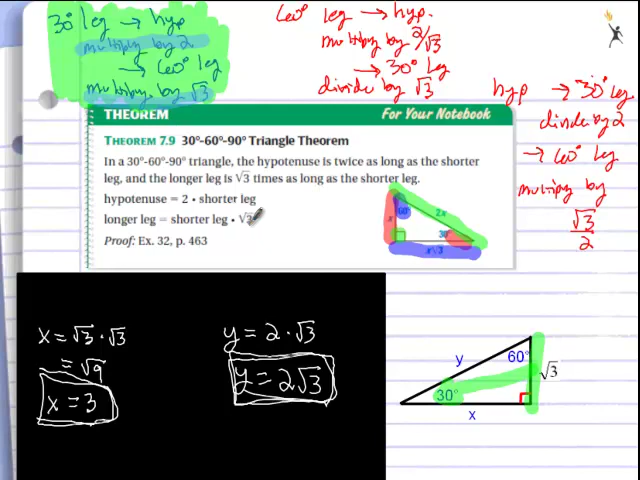 30° leg → hyp
multiply by 2
→ 60° leg
multiply by √3
60° leg → hyp.
multiply by 2/√3
→ 30° leg
divide by √3
hyp → 30° leg
divide by 2
→ 60° leg
multiply by
√3/2
THEOREM
For Your Notebook
THEOREM 7.9 30°-60°-90° Triangle Theorem
In a 30°-60°-90° triangle, the hypotenuse is twice as long as the shorter
leg, and the longer leg is √3 times as long as the shorter leg.
hypotenuse = 2 • shorter leg
longer leg = shorter leg • √3
Proof: Ex. 32, p. 463
60°
2x
x
30°
x√3
x = √3 · √3
= √9
x = 3
y = 2 · √3
y = 2√3
y
60°
√3
30°
x